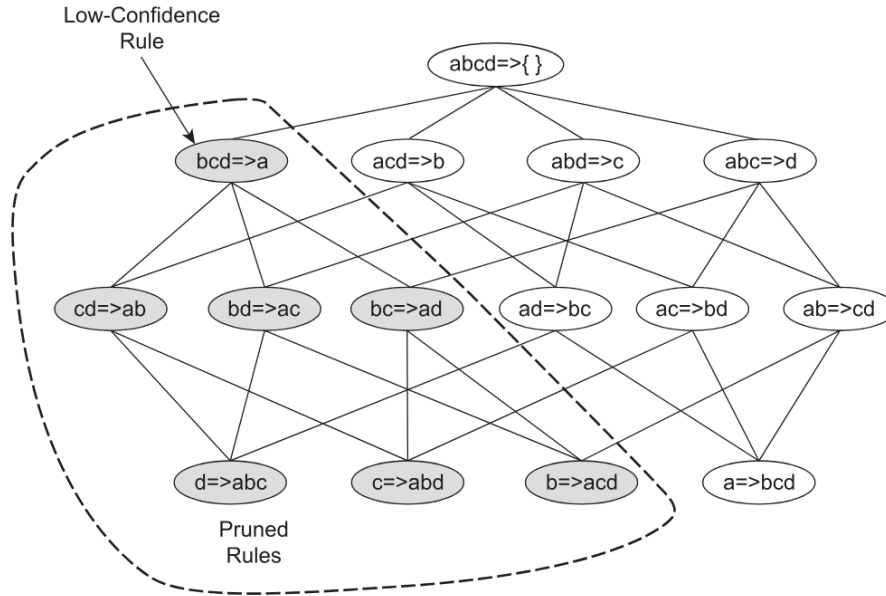 Low-Confidence
Rule
abcd=>{ }
bcd=>a
acd=>b
abd=>c
abc=>d
cd=>ab
bd=>ac
bc=>ad
ad=>bc
ac=>bd
ab=>cd
d=>abc
c=>abd
b=>acd
a=>bcd
Pruned
Rules